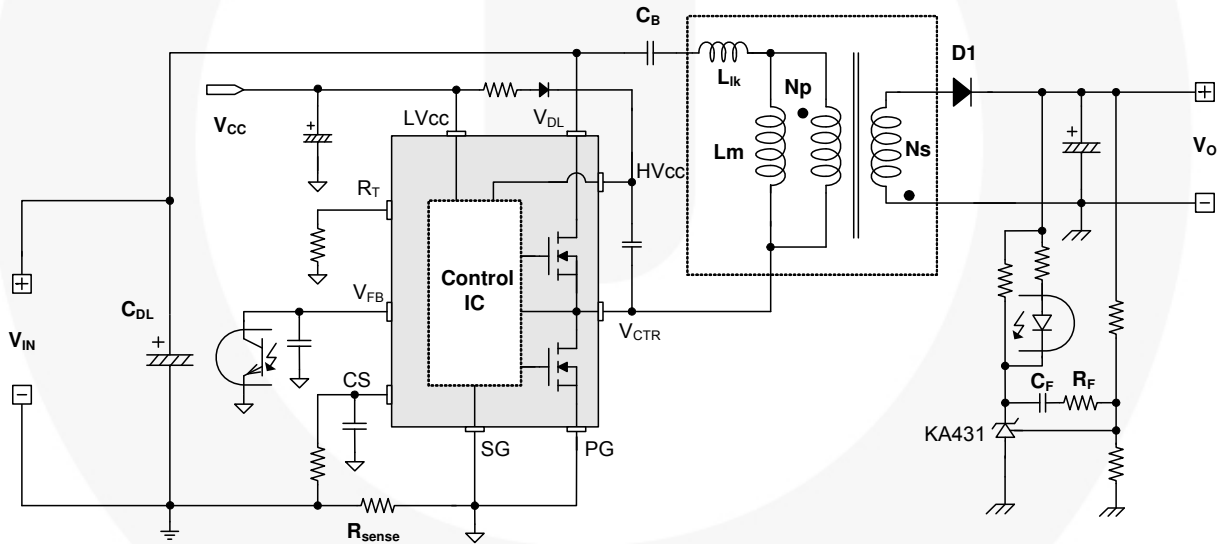 C_B
D1
L_lk
Np
Lm
Ns
V_O
V_CC
LVcc
V_DL
HVcc
R_T
Control
IC
V_FB
V_CTR
C_DL
V_IN
CS
SG
PG
R_sense
C_F
R_F
KA431
+
+
+
+
+
−
−